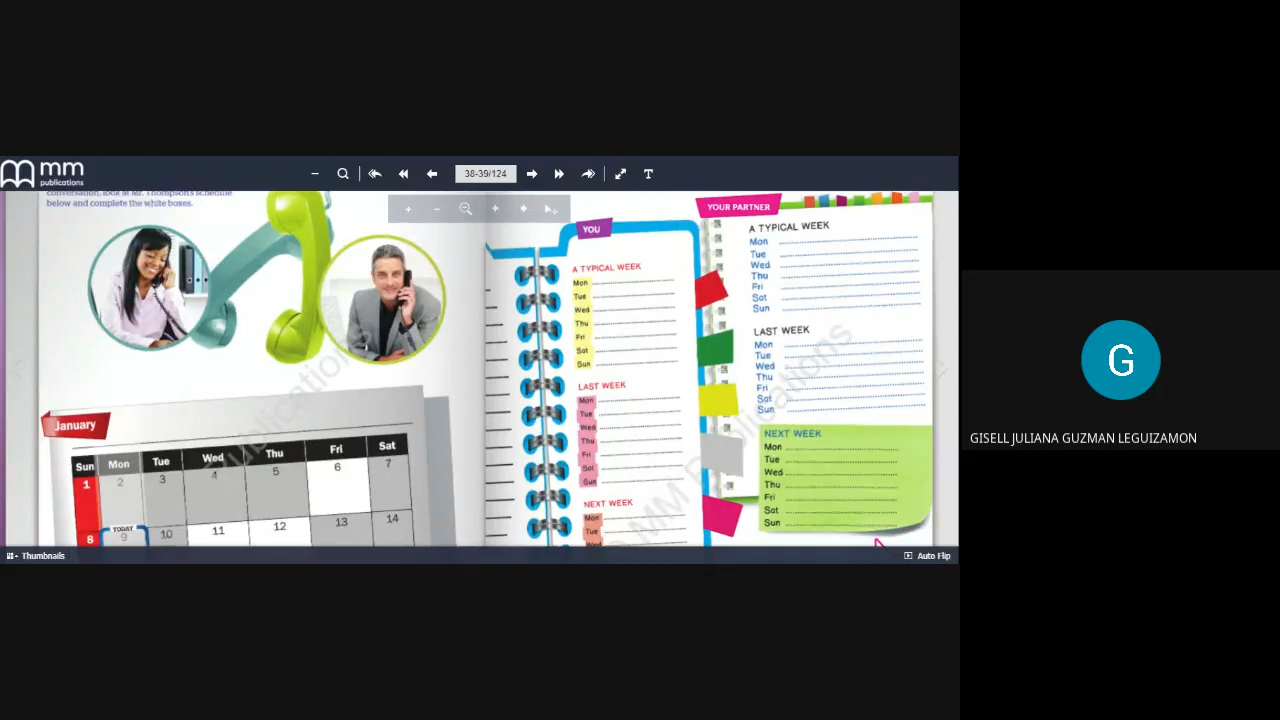 mm
publications
38-39/124
T
conversation, look at Mr. Thompson's schedule
below and complete the white boxes.
January
Sun Mon Tue Wed Thu Fri Sat
1 2 3 4 5 6 7
TODAY
8 9 10 11 12 13 14
YOU
A TYPICAL WEEK
Mon
Tue
Wed
Thu
Fri
Sat
Sun
LAST WEEK
Mon
Tue
Wed
Thu
Fri
Sat
Sun
NEXT WEEK
Mon
Tue
Wed
YOUR PARTNER
A TYPICAL WEEK
Mon
Tue
Wed
Thu
Fri
Sat
Sun
LAST WEEK
Mon
Tue
Wed
Thu
Fri
Sat
Sun
NEXT WEEK
Mon
Tue
Wed
Thu
Fri
Sat
Sun
MM Publications
Thumbnails
Auto Flip
G
GISELL JULIANA GUZMAN LEGUIZAMON